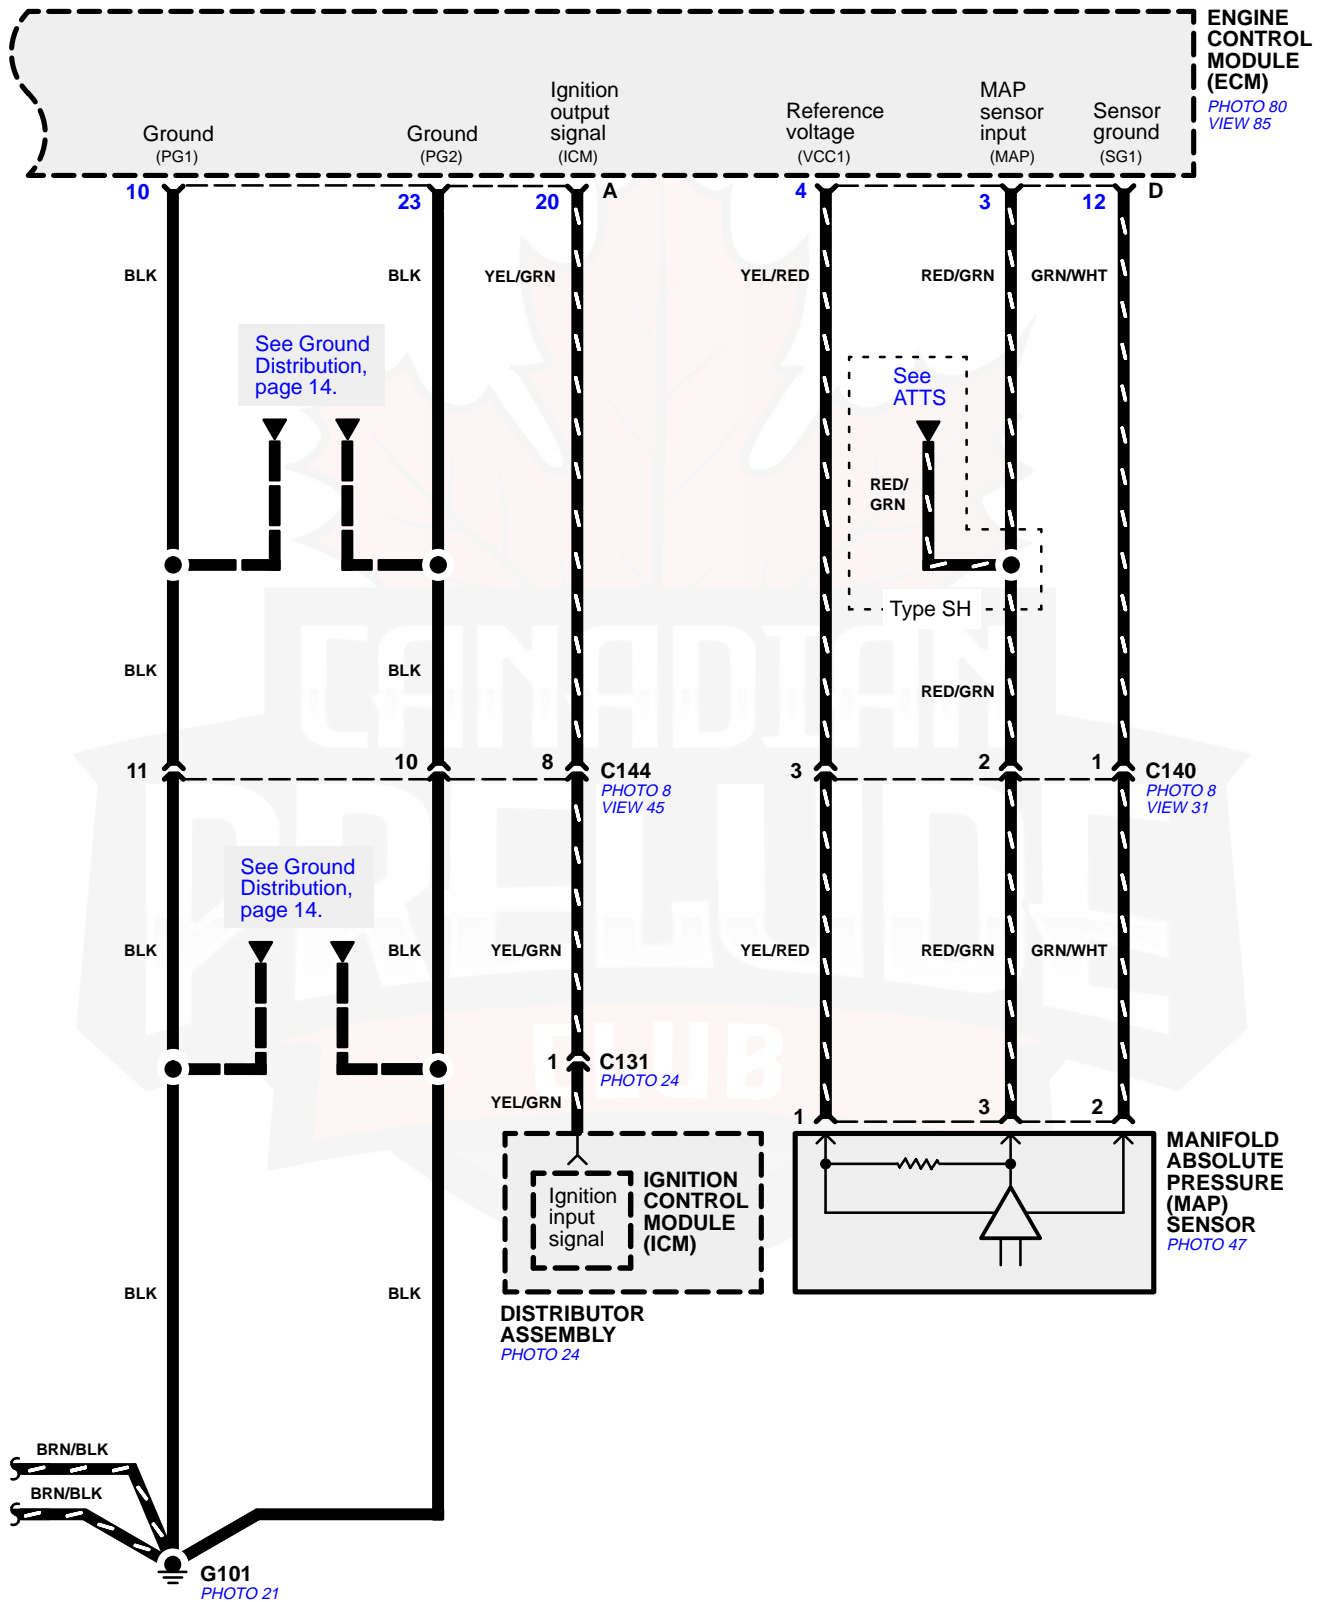 ENGINE
CONTROL
MODULE
(ECM)
PHOTO 80
VIEW 85
Ground
(PG1)
Ground
(PG2)
Ignition
output
signal
(ICM)
Reference
voltage
(VCC1)
MAP
sensor
input
(MAP)
Sensor
ground
(SG1)
10
23
20
A
4
3
12
D
BLK
BLK
YEL/GRN
YEL/RED
RED/GRN
GRN/WHT
See Ground
Distribution,
page 14.
See
ATTS
RED/
GRN
Type SH
CANADIAN
BLK
BLK
RED/GRN
11
10
8
C144
PHOTO 8
VIEW 45
3
2
1
C140
PHOTO 8
VIEW 31
PRELUDE
See Ground
Distribution,
page 14.
BLK
BLK
YEL/GRN
YEL/RED
RED/GRN
GRN/WHT
CLUB
1
C131
PHOTO 24
YEL/GRN
1
3
2
Ignition
input
signal
IGNITION
CONTROL
MODULE
(ICM)
MANIFOLD
ABSOLUTE
PRESSURE
(MAP)
SENSOR
PHOTO 47
BLK
BLK
DISTRIBUTOR
ASSEMBLY
PHOTO 24
BRN/BLK
BRN/BLK
G101
PHOTO 21